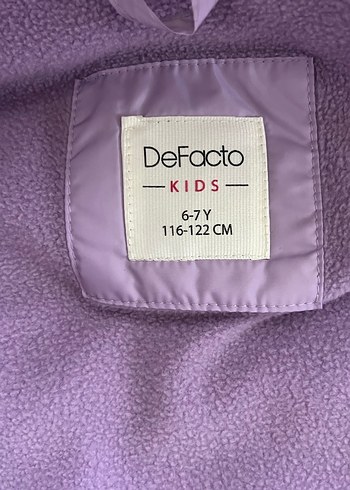 DeFacto
KIDS
6-7 Y
116-122 CM